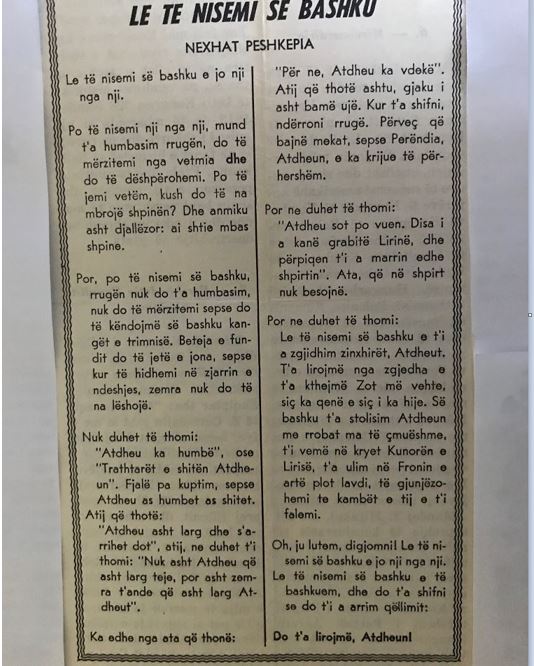 LE TE NISEMI SË BASHKU
NEXHAT PESHKEPIA
Le të nisemi së bashku e jo nji
nga nji.
Po të nisemi nji nga nji, mund
t'a humbasim rrugën, do të
mërzitemi nga vetmia dhe
do të dëshpërohemi. Po të
jemi vetëm, kush do të na
mbrojë shpinën? Dhe anmiku
asht djallëzor: ai shtie mbas
shpine.
Por, po të nisemi së bashku,
rrugën nuk do t'a humbasim,
nuk do të mërzitemi sepse do
të këndojmë së bashku kan-
gët e trimnisë. Beteja e fun-
dit do të jetë e jona, sepse
kur të hidhemi në zjarrin e
ndeshjes, zemra nuk do të
na lëshojë.
Nuk duhet të thomi:
"Atdheu ka humbë", ose
"Trathtarët e shitën Atdhe-
un". Fjalë pa kuptim, sepse
Atdheu as humbet as shitet.
Atij që thotë:
"Atdheu asht larg dhe s'a-
rrihet dot", atij, ne duhet t'i
thomi: "Nuk asht Atdheu që
asht larg teje, por asht zem-
ra t'ande që asht larg At-
dheut".
Ka edhe nga ata që thonë:
"Për ne, Atdheu ka vdekë".
Atij që thotë ashtu, gjaku i
asht bamë ujë. Kur t'a shifni,
ndërroni rrugë. Përveç që
bajnë mekat, sepse Perëndia,
Atdheun, e ka krijue të për-
hershëm.
Por ne duhet të thomi:
"Atdheu sot po vuen. Disa i
a kanë grabitë Lirinë, dhe
përpiqen t'i a marrin edhe
shpirtin". Ata, që në shpirt
nuk besojnë.
Por ne duhet të thomi:
Le të nisemi së bashku e t'i
a zgjidhim zinxhirët, Atdheut.
T'a lirojmë nga zgjedha e
t'a kthejmë Zot më vehte,
siç ka qenë e siç i ka hije. Së
bashku t'a stolisim Atdheun
me rrobat ma të çmuëshme,
t'i vemë në kryet Kunorën e
Lirisë, t'a ulim në Fronin e
artë plot lavdi, të gjunjëzo-
hemi te kambët e tij e t'i
falemi.
Oh, ju lutem, digjomni! Le të ni-
semi së bashku e jo nji nga nji.
Le të nisemi së bashku e të
bashkuem, dhe do t'a shifni
se do t'i a arrim qëllimit:
Do t'a lirojmë, Atdheun!